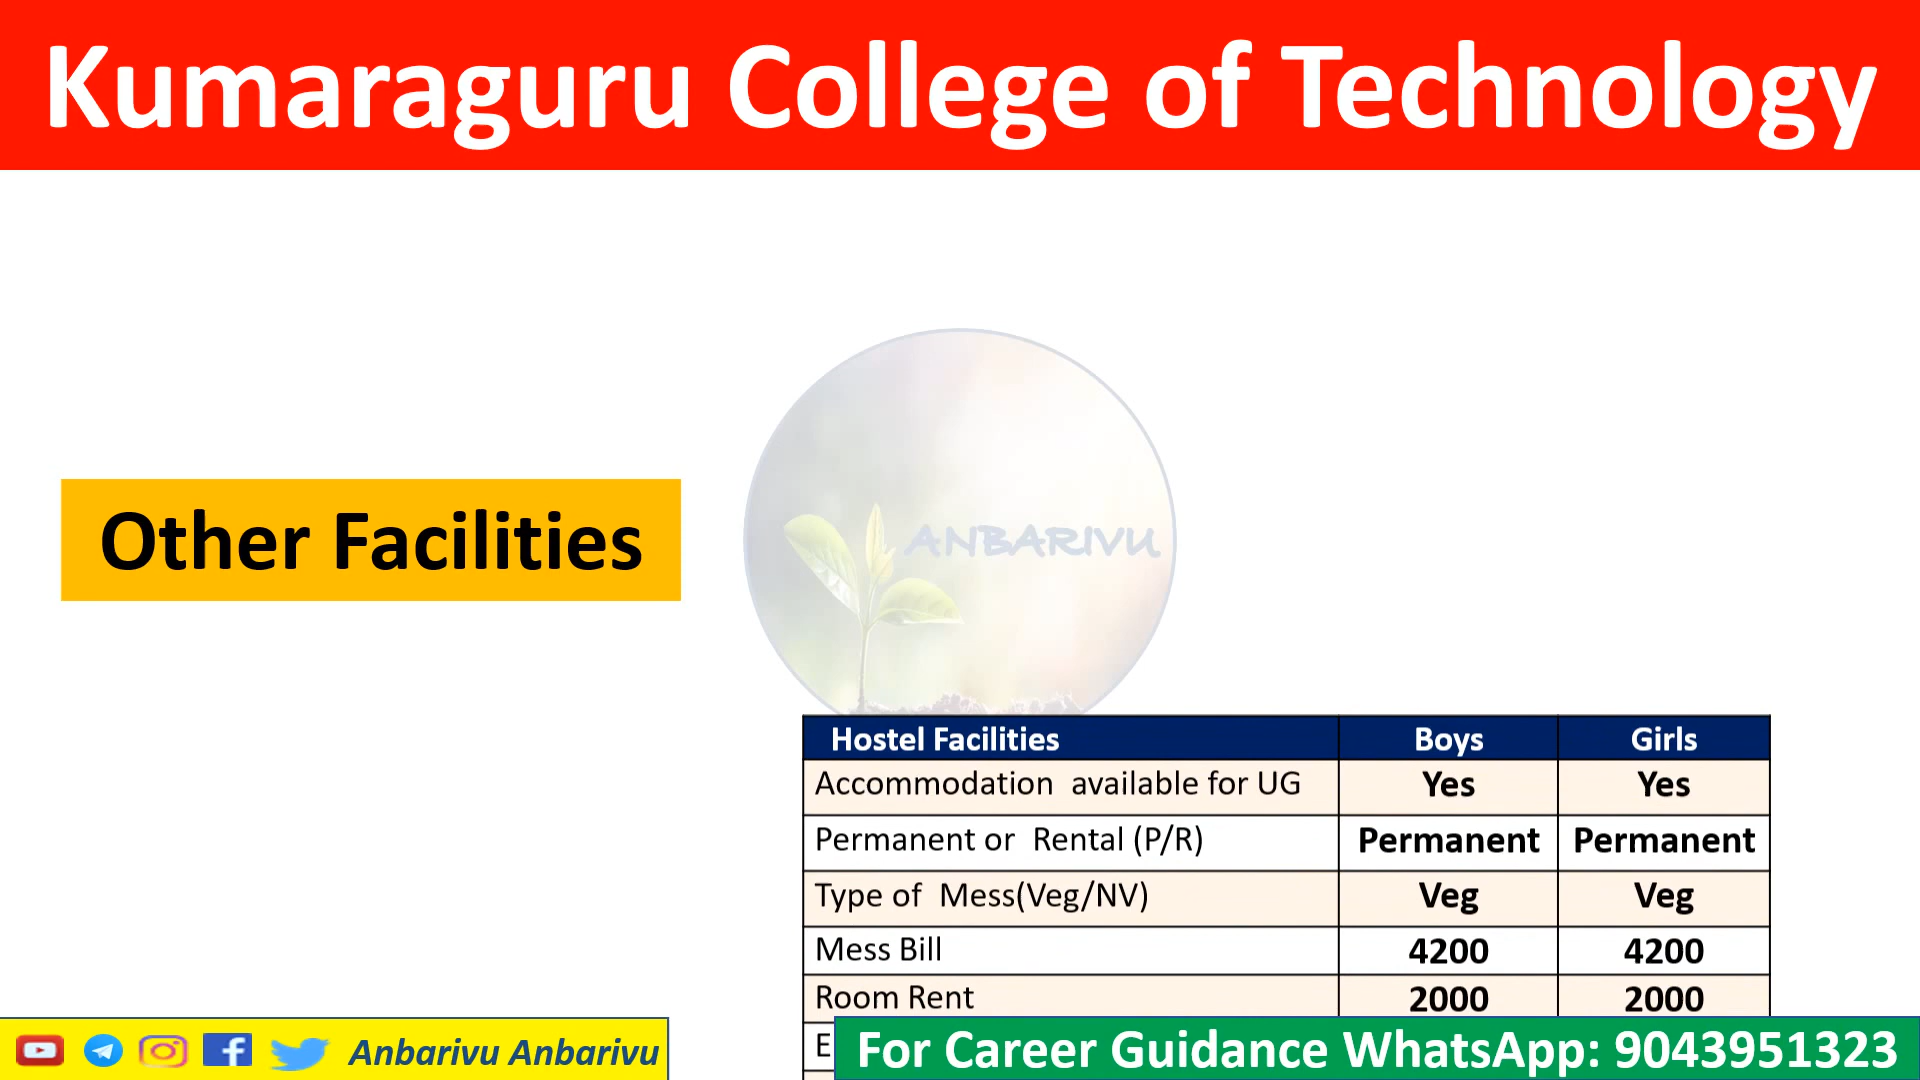 Kumaraguru College of Technology
Other Facilities
ANBARIVU
Hostel Facilities Boys Girls
Accommodation available for UG Yes Yes
Permanent or Rental (P/R) Permanent Permanent
Type of Mess(Veg/NV) Veg Veg
Mess Bill 4200 4200
Room Rent 2000 2000
E
Anbarivu Anbarivu
For Career Guidance WhatsApp: 9043951323